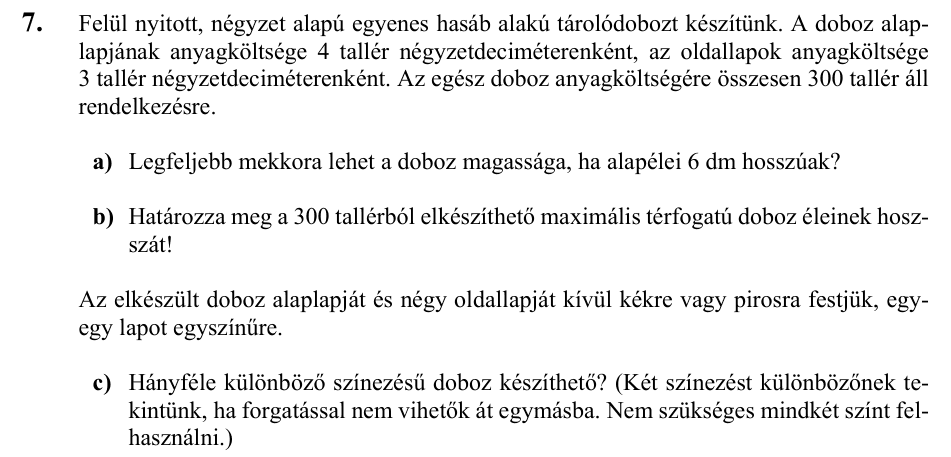 7. Felül nyitott, négyzet alapú egyenes hasáb alakú tárolódobozt készítünk. A doboz alap-
lapjának anyagköltsége 4 tallér négyzetdeciméterenként, az oldallapok anyagköltsége
3 tallér négyzetdeciméterenként. Az egész doboz anyagköltségére összesen 300 tallér áll
rendelkezésre.
a) Legfeljebb mekkora lehet a doboz magassága, ha alapélei 6 dm hosszúak?
b) Határozza meg a 300 tallérból elkészíthető maximális térfogatú doboz éleinek hosz-
szát!
Az elkészült doboz alaplapját és négy oldallapját kívül kékre vagy pirosra festjük, egy-
egy lapot egyszínűre.
c) Hányféle különböző színezésű doboz készíthető? (Két színezést különbözőnek te-
kintünk, ha forgatással nem vihetők át egymásba. Nem szükséges mindkét színt fel-
használni.)